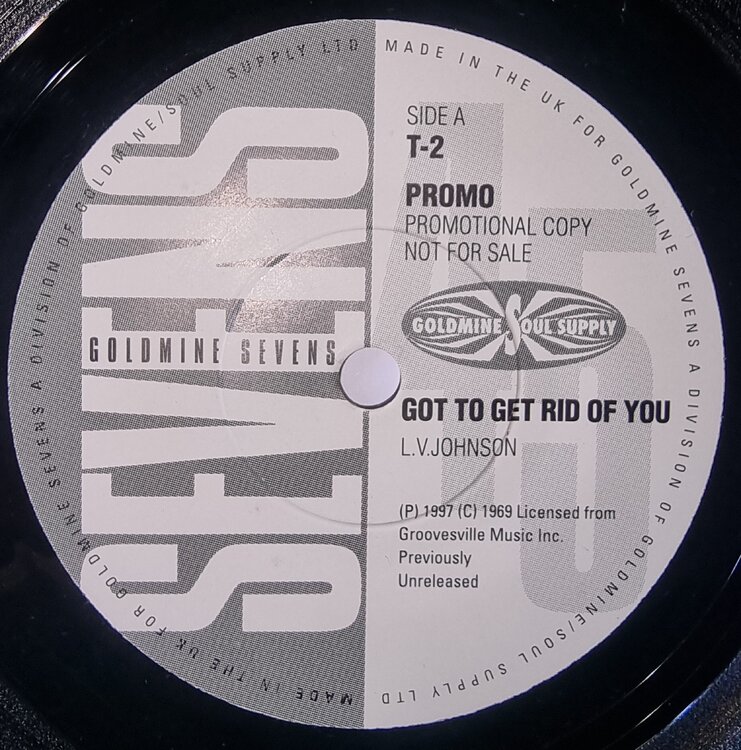 MADE IN THE UK FOR GOLDMINE SEVENS A DIVISION OF GOLDMINE/SOUL SUPPLY LTD
MADE IN THE UK FOR GOLDMINE SEVENS A DIVISION OF GOLDMINE/SOUL SUPPLY LTD
SEVENS
GOLDMINE SEVENS
45
SIDE A
T-2
PROMO
PROMOTIONAL COPY
NOT FOR SALE
GOLDMINE SOUL SUPPLY
GOT TO GET RID OF YOU
L.V.JOHNSON
(P) 1997 (C) 1969 Licensed from
Groovesville Music Inc.
Previously
Unreleased